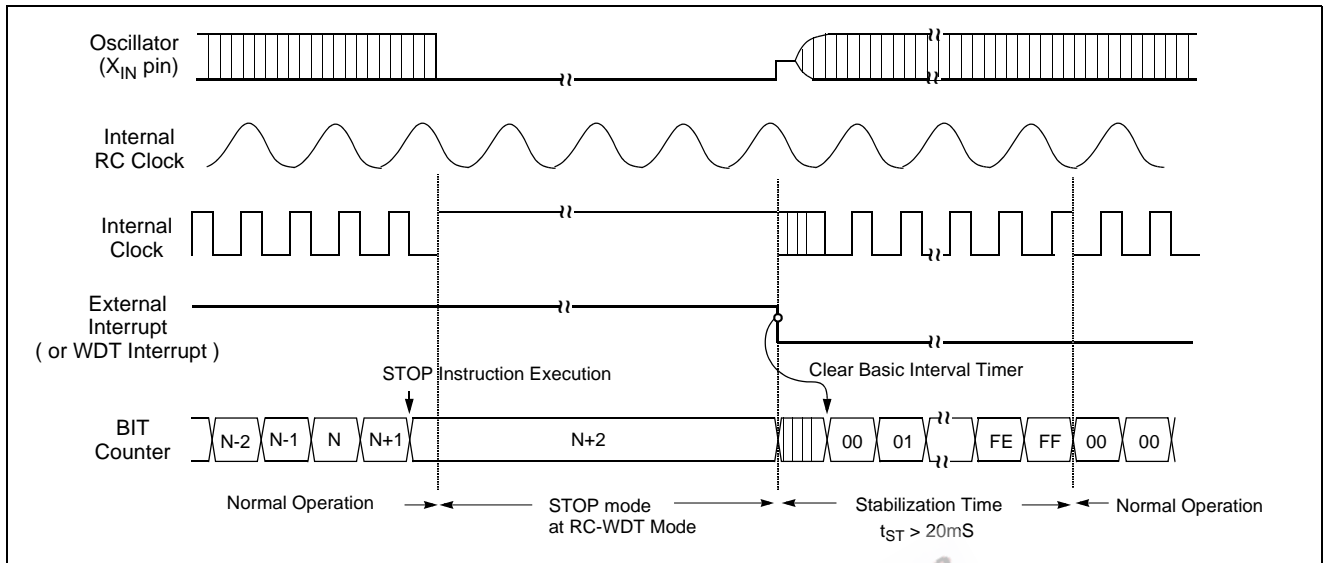 Oscillator
(XIN pin)
Internal
RC Clock
Internal
Clock
External
Interrupt
( or WDT Interrupt )
STOP Instruction Execution
Clear Basic Interval Timer
BIT
Counter
N-2 N-1 N N+1 N+2 00 01 FE FF 00 00
Normal Operation
STOP mode
at RC-WDT Mode
Stabilization Time
tST > 20mS
Normal Operation